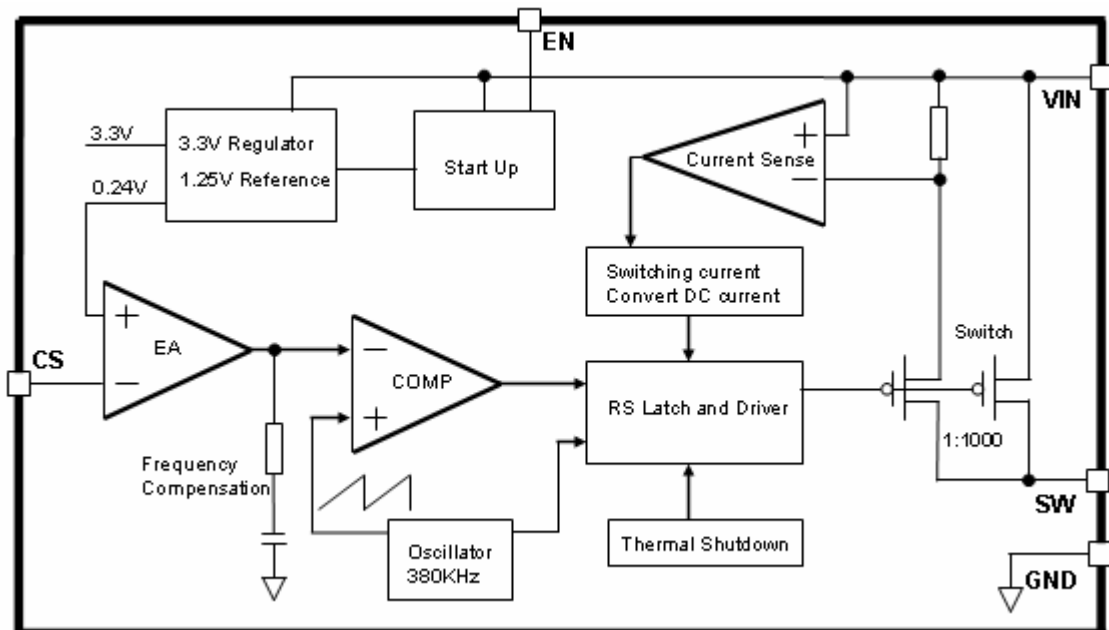 EN
VIN
3.3V
3.3V Regulator
1.25V Reference
Start Up
+
Current Sense
−
0.24V
Switching current
Convert DC current
+
EA
−
CS
−
COMP
+
Switch
RS Latch and Driver
1:1000
Frequency
Compensation
SW
Oscillator
380KHz
Thermal Shutdown
GND